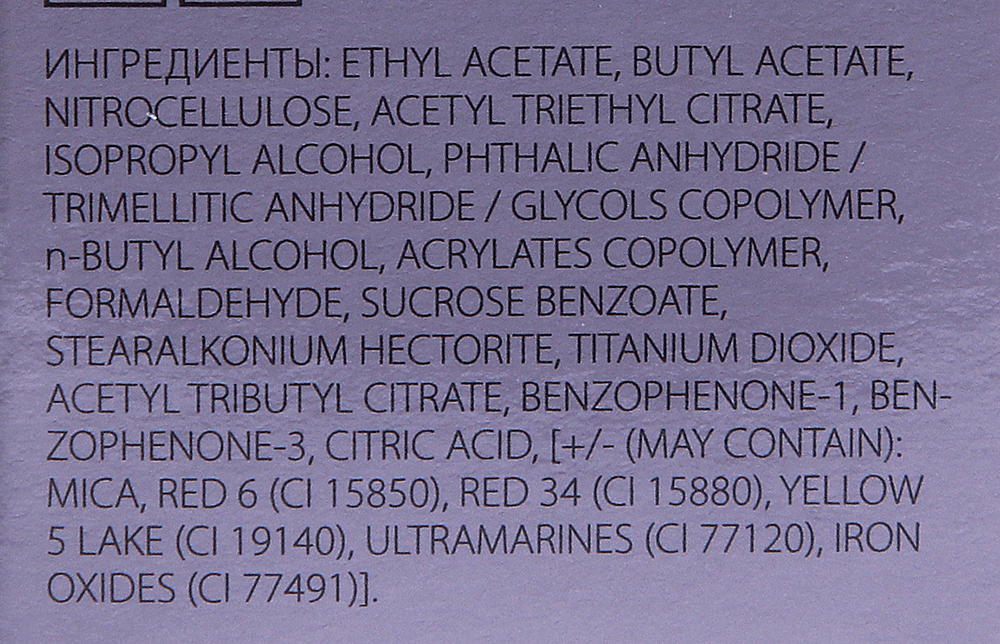 ИНГРЕДИЕНТЫ: ETHYL ACETATE, BUTYL ACETATE,
NITROCELLULOSE, ACETYL TRIETHYL CITRATE,
ISOPROPYL ALCOHOL, PHTHALIC ANHYDRIDE /
TRIMELLITIC ANHYDRIDE / GLYCOLS COPOLYMER,
n-BUTYL ALCOHOL, ACRYLATES COPOLYMER,
FORMALDEHYDE, SUCROSE BENZOATE,
STEARALKONIUM HECTORITE, TITANIUM DIOXIDE,
ACETYL TRIBUTYL CITRATE, BENZOPHENONE-1, BEN-
ZOPHENONE-3, CITRIC ACID, [+/- (MAY CONTAIN):
MICA, RED 6 (CI 15850), RED 34 (CI 15880), YELLOW
5 LAKE (CI 19140), ULTRAMARINES (CI 77120), IRON
OXIDES (CI 77491)].